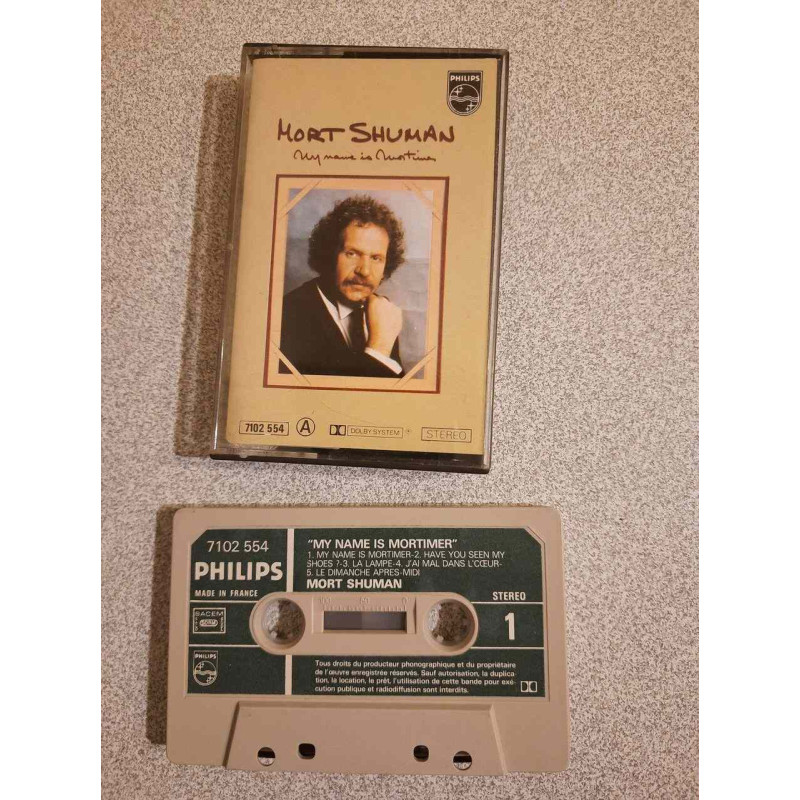 PHILIPS
MORT SHUMAN
My name is Mortimer
7102 554 A DOLBY SYSTEM ® STEREO
7102 554
PHILIPS
MADE IN FRANCE
SACEM
PHILIPS
"MY NAME IS MORTIMER"
1. MY NAME IS MORTIMER-2. HAVE YOU SEEN MY
SHOES ?-3. LA LAMPE-4. J'AI MAL DANS L'CŒUR-
5. LE DIMANCHE APRES-MIDI
MORT SHUMAN
STEREO
1
Tous droits du producteur phonographique et du propriétaire
de l'œuvre enregistrée réservés. Sauf autorisation, la duplica-
tion, la location, le prêt, l'utilisation de cette bande pour exé-
cution publique et radiodiffusion sont interdits.